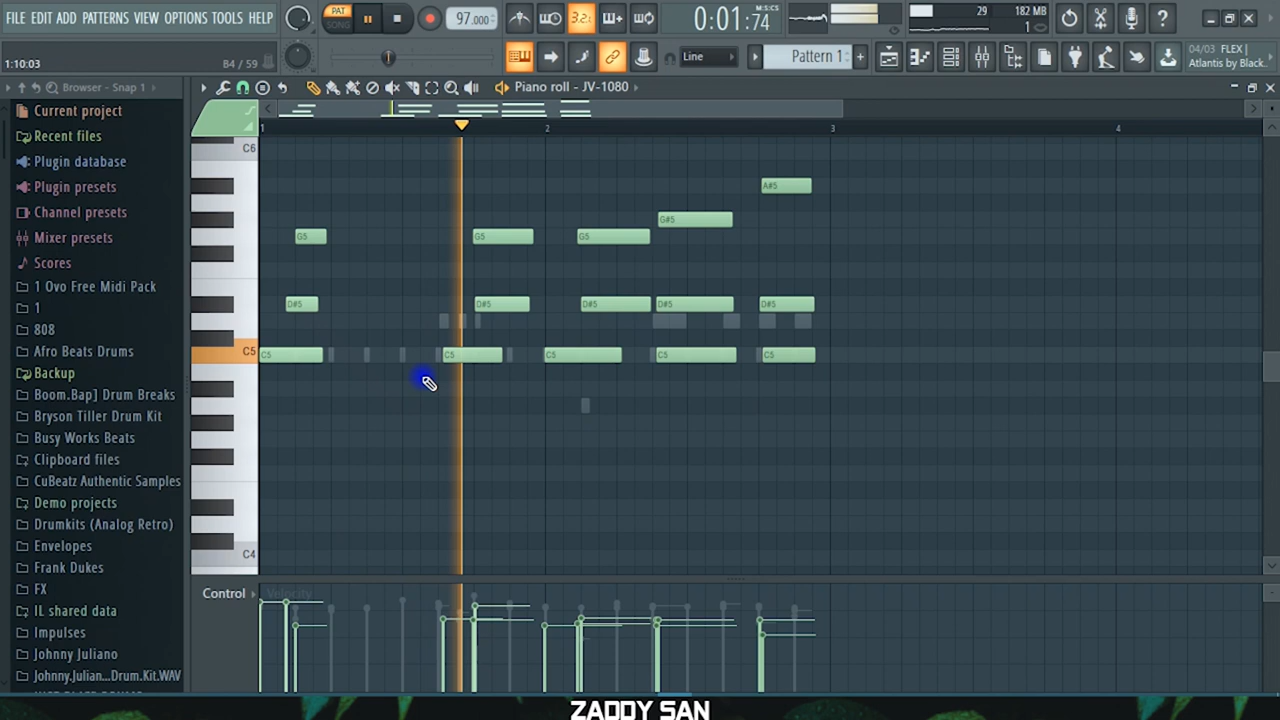 FILE EDIT ADD PATTERNS VIEW OPTIONS TOOLS HELP
PAT
SONG
97.000
3.2
0:01:74
M:S:CS
29
182 MB
1
1:10:03
B4 / 59
Line
Pattern 1
04/03 FLEX |
Atlantis by Black..
Browser - Snap 1
Piano roll - JV-1080
Current project
Recent files
Plugin database
Plugin presets
Channel presets
Mixer presets
Scores
1 Ovo Free Midi Pack
1
808
Afro Beats Drums
Backup
Boom.Bap] Drum Breaks
Bryson Tiller Drum Kit
Busy Works Beats
Clipboard files
CuBeatz Authentic Samples
Demo projects
Drumkits (Analog Retro)
Envelopes
Frank Dukes
FX
IL shared data
Impulses
Johnny Juliano
Johnny.Julian...Drum.Kit.WAV
1
2
3
4
C6
A#5
G#5
G5
G5
G5
D#5
D#5
D#5
D#5
D#5
C5
C5
C5
C5
C5
C5
C4
Control
Velocity
ZADDY SAN